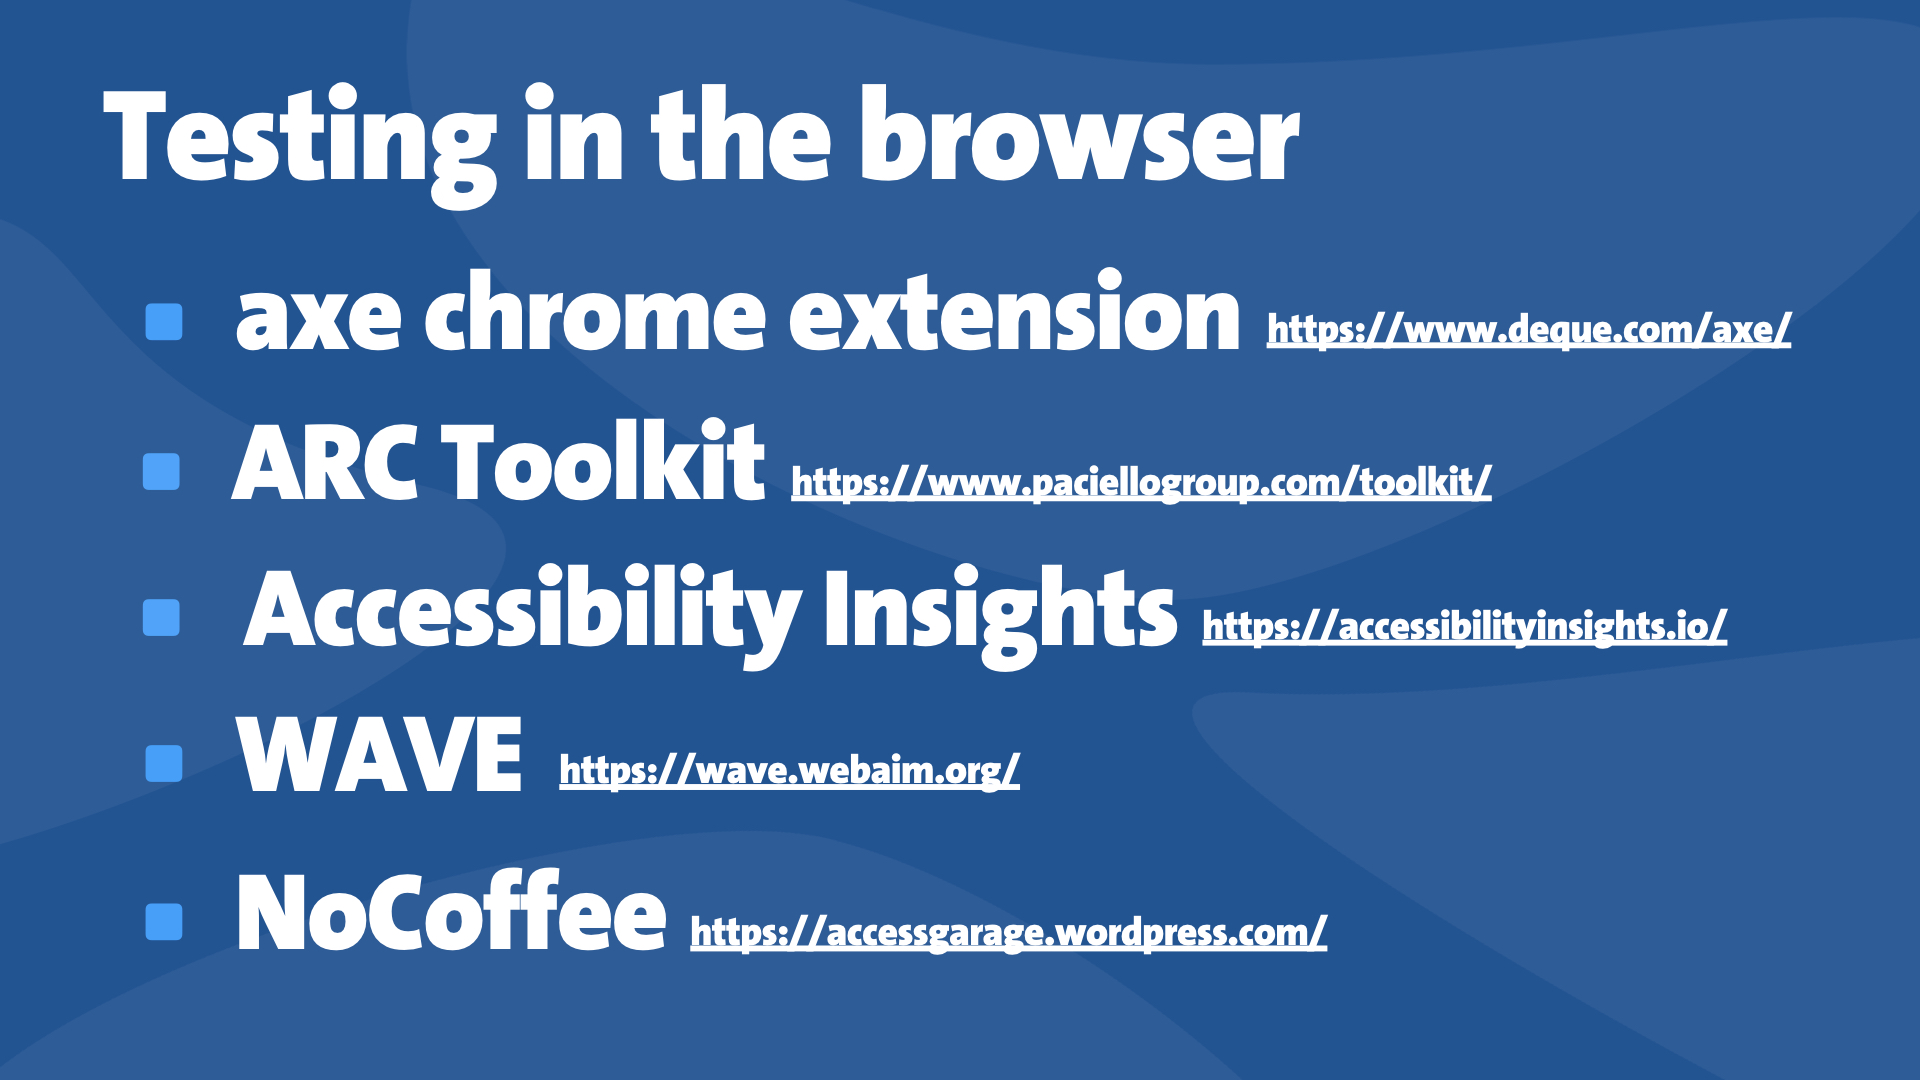 Testing in the browser
axe chrome extension https://www.deque.com/axe/
ARC Toolkit https://www.paciellogroup.com/toolkit/
Accessibility Insights https://accessibilityinsights.io/
WAVE https://wave.webaim.org/
NoCoffee https://accessgarage.wordpress.com/